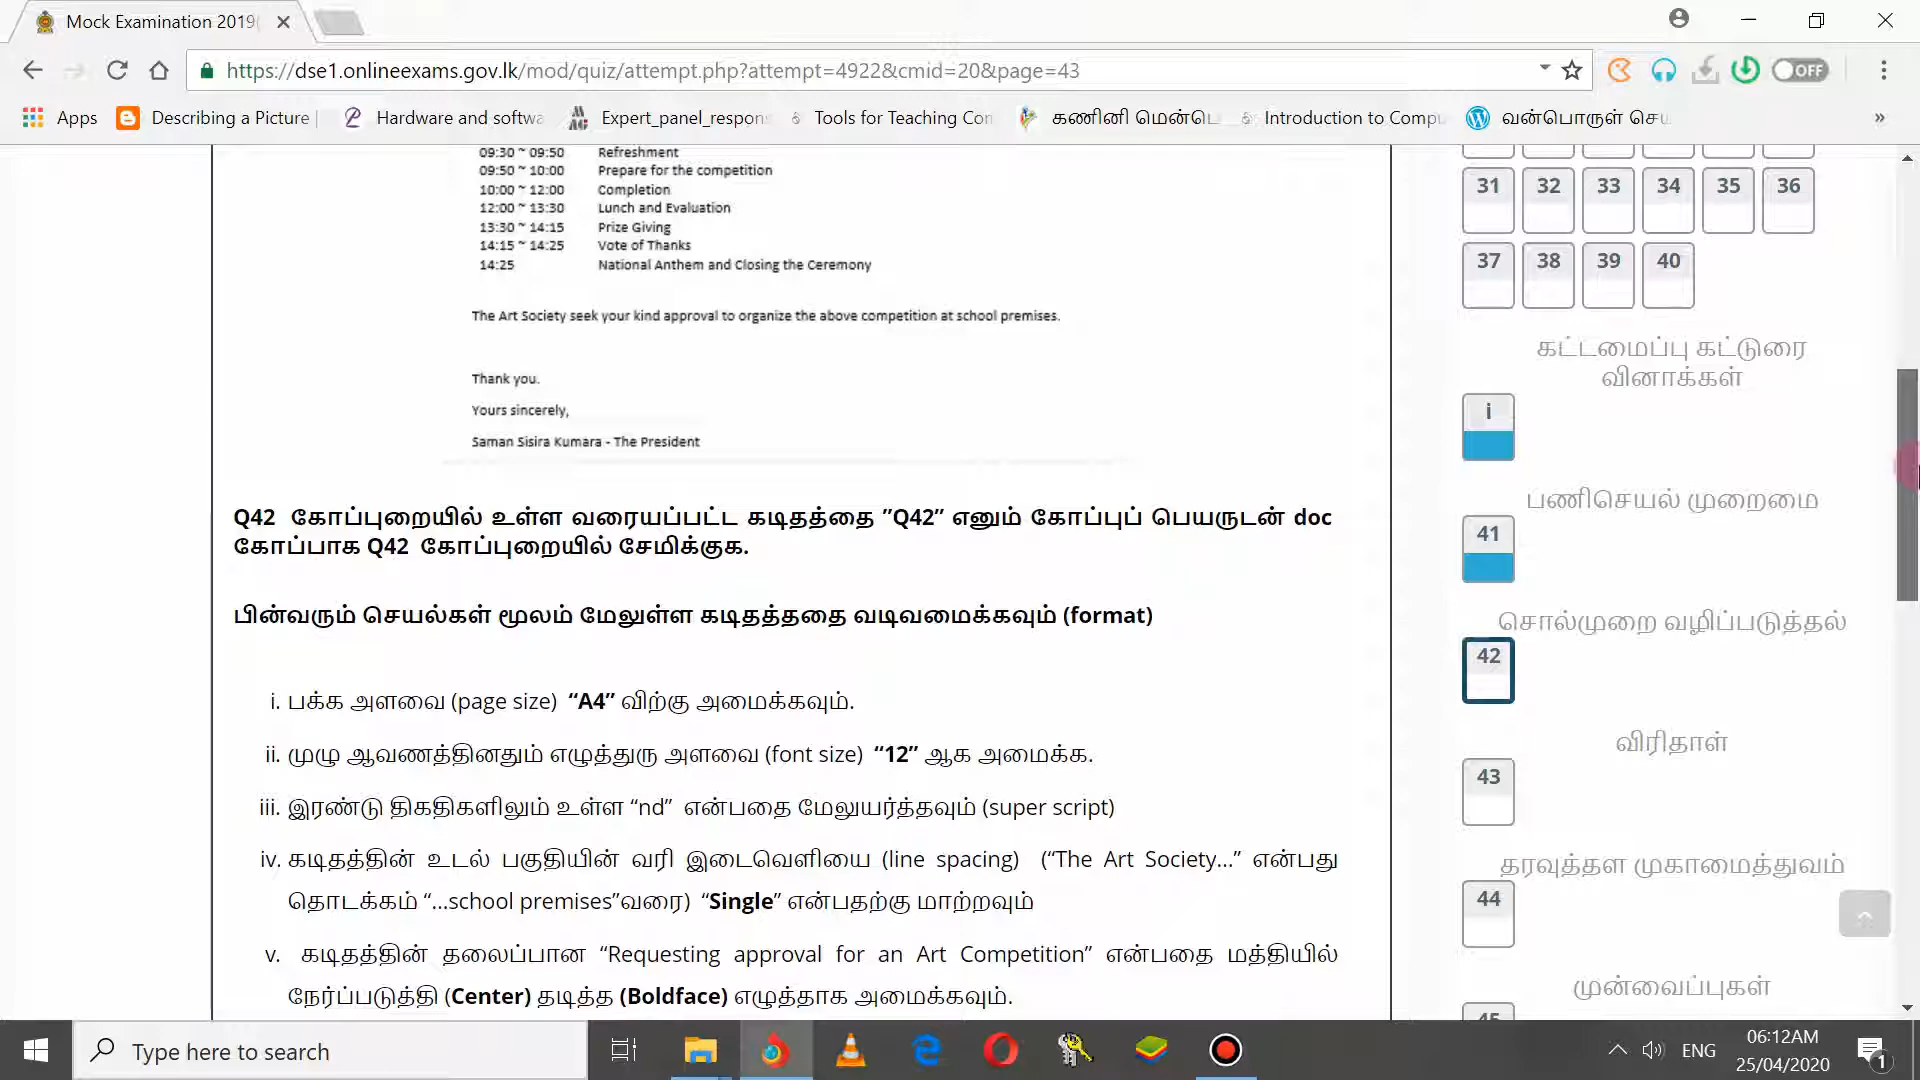 Mock Examination 2019(
https://dse1.onlineexams.gov.lk/mod/quiz/attempt.php?attempt=4922&cmid=20&page=43
OFF
Apps
Describing a Picture |
Hardware and softwa
Expert_panel_respons
Tools for Teaching Con
கணினி மென்பெ
Introduction to Compu
வன்பொருள் செய
»
09:30 ~ 09:50 Refreshment
09:50 ~ 10:00 Prepare for the competition
10:00 ~ 12:00 Completion
12:00 ~ 13:30 Lunch and Evaluation
13:30 ~ 14:15 Prize Giving
14:15 ~ 14:25 Vote of Thanks
14:25 National Anthem and Closing the Ceremony
The Art Society seek your kind approval to organize the above competition at school premises.
Thank you.
Yours sincerely,
Saman Sisira Kumara - The President
Q42 கோப்புறையில் உள்ள வரையப்பட்ட கடிதத்தை ”Q42” எனும் கோப்புப் பெயருடன் doc
கோப்பாக Q42 கோப்புறையில் சேமிக்குக.
பின்வரும் செயல்கள் மூலம் மேலுள்ள கடிதத்ததை வடிவமைக்கவும் (format)
i. பக்க அளவை (page size) “A4” விற்கு அமைக்கவும்.
ii. முழு ஆவணத்தினதும் எழுத்துரு அளவை (font size) “12” ஆக அமைக்க.
iii. இரண்டு திகதிகளிலும் உள்ள “nd” என்பதை மேலுயர்த்தவும் (super script)
iv. கடிதத்தின் உடல் பகுதியின் வரி இடைவெளியை (line spacing) (“The Art Society...” என்பது
தொடக்கம் “...school premises”வரை) “Single” என்பதற்கு மாற்றவும்
v. கடிதத்தின் தலைப்பான “Requesting approval for an Art Competition” என்பதை மத்தியில்
நேர்ப்படுத்தி (Center) தடித்த (Boldface) எழுத்தாக அமைக்கவும்.
31 32 33 34 35 36
37 38 39 40
கட்டமைப்பு கட்டுரை
வினாக்கள்
i
பணிசெயல் முறைமை
41
சொல்முறை வழிப்படுத்தல்
42
விரிதாள்
43
தரவுத்தள முகாமைத்துவம்
44
முன்வைப்புகள்
45
Type here to search
ENG
06:12AM
25/04/2020
1